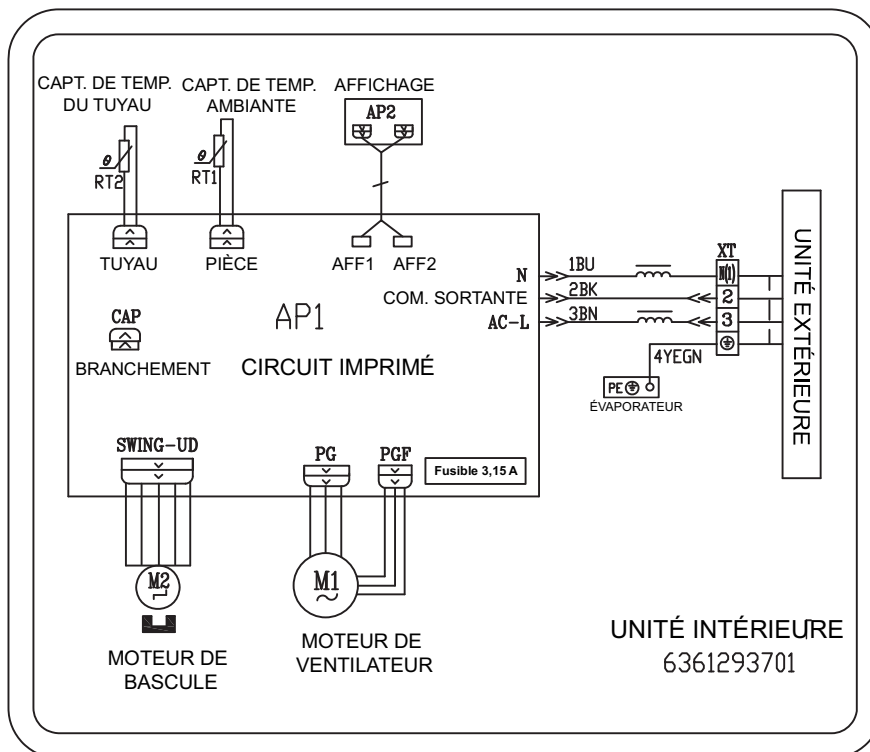 CAPT. DE TEMP.
DU TUYAU
CAPT. DE TEMP.
AMBIANTE
AFFICHAGE
AP2
θ
RT2
θ
RT1
TUYAU
PIÈCE
AFF1
AFF2
N
1BU
XT
N(1)
COM. SORTANTE
2BK
2
AC-L
3BN
3
4YEGN
PE
ÉVAPORATEUR
UNITÉ EXTÉRIEURE
CAP
BRANCHEMENT
AP1
CIRCUIT IMPRIMÉ
SWING-UD
PG
PGF
Fusible 3,15 A
M2
M1
MOTEUR DE
BASCULE
MOTEUR DE
VENTILATEUR
UNITÉ INTÉRIEURE
6361293701